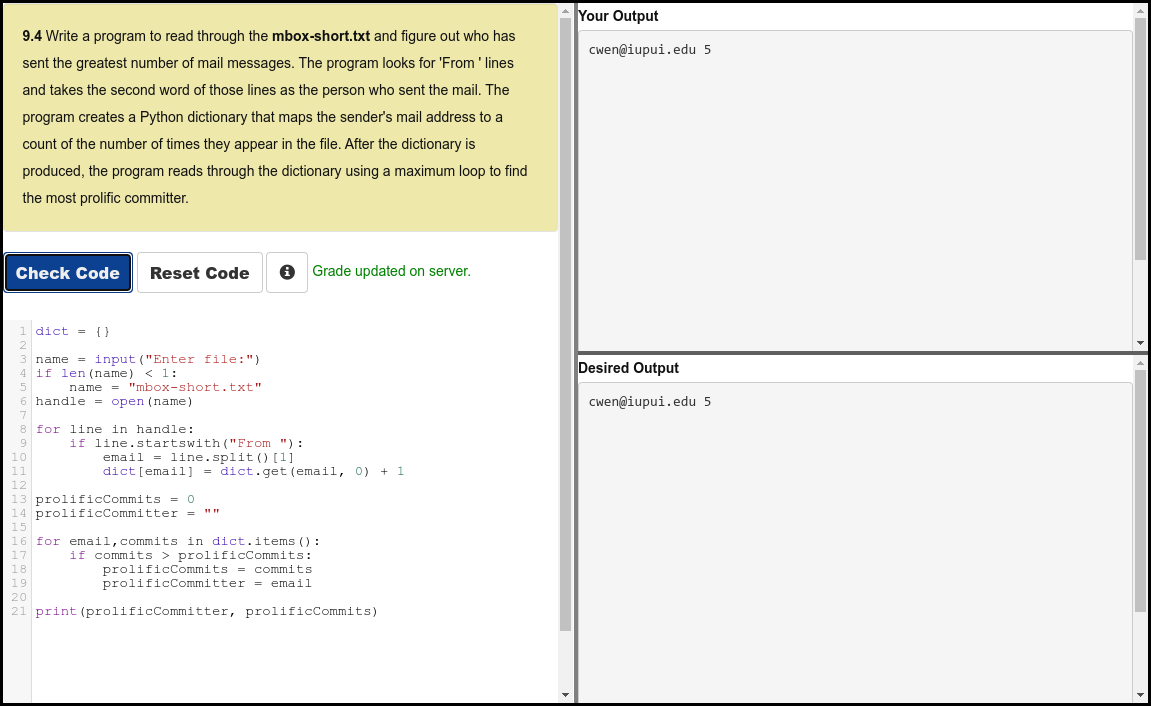 9.4 Write a program to read through the mbox-short.txt and figure out who has
sent the greatest number of mail messages. The program looks for 'From ' lines
and takes the second word of those lines as the person who sent the mail. The
program creates a Python dictionary that maps the sender's mail address to a
count of the number of times they appear in the file. After the dictionary is
produced, the program reads through the dictionary using a maximum loop to find
the most prolific committer.
Check Code Reset Code Grade updated on server.
1 dict = {}
2
3 name = input("Enter file:")
4 if len(name) < 1:
5     name = "mbox-short.txt"
6 handle = open(name)
7
8 for line in handle:
9     if line.startswith("From "):
10         email = line.split()[1]
11         dict[email] = dict.get(email, 0) + 1
12
13 prolificCommits = 0
14 prolificCommitter = ""
15
16 for email,commits in dict.items():
17     if commits > prolificCommits:
18         prolificCommits = commits
19         prolificCommitter = email
20
21 print(prolificCommitter, prolificCommits)
Your Output
cwen@iupui.edu 5
Desired Output
cwen@iupui.edu 5